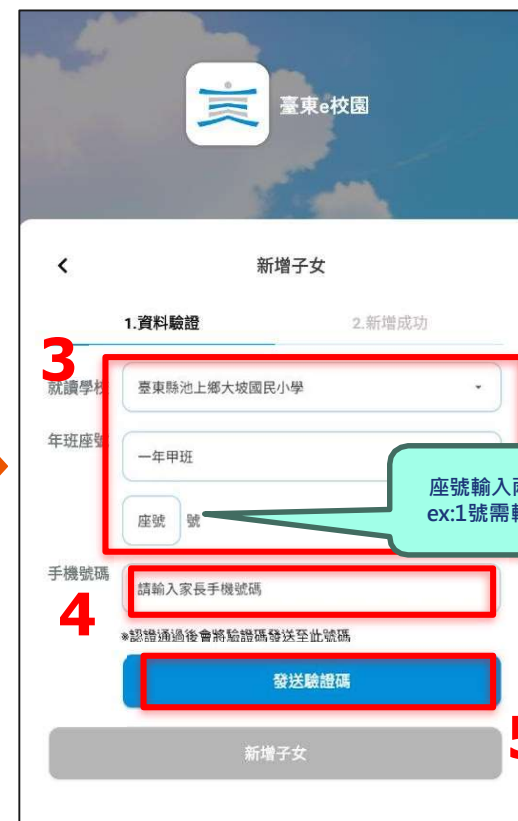 臺東e校園
新增子女
1.資料驗證 2.新增成功
3
就讀學校 臺東縣池上鄉大坡國民小學
年班座號
一年甲班
座號輸入
ex:1號需
座號 號
手機號碼
請輸入家長手機號碼
4
※認證通過後會將驗證碼發送至此號碼
發送驗證碼
5
新增子女